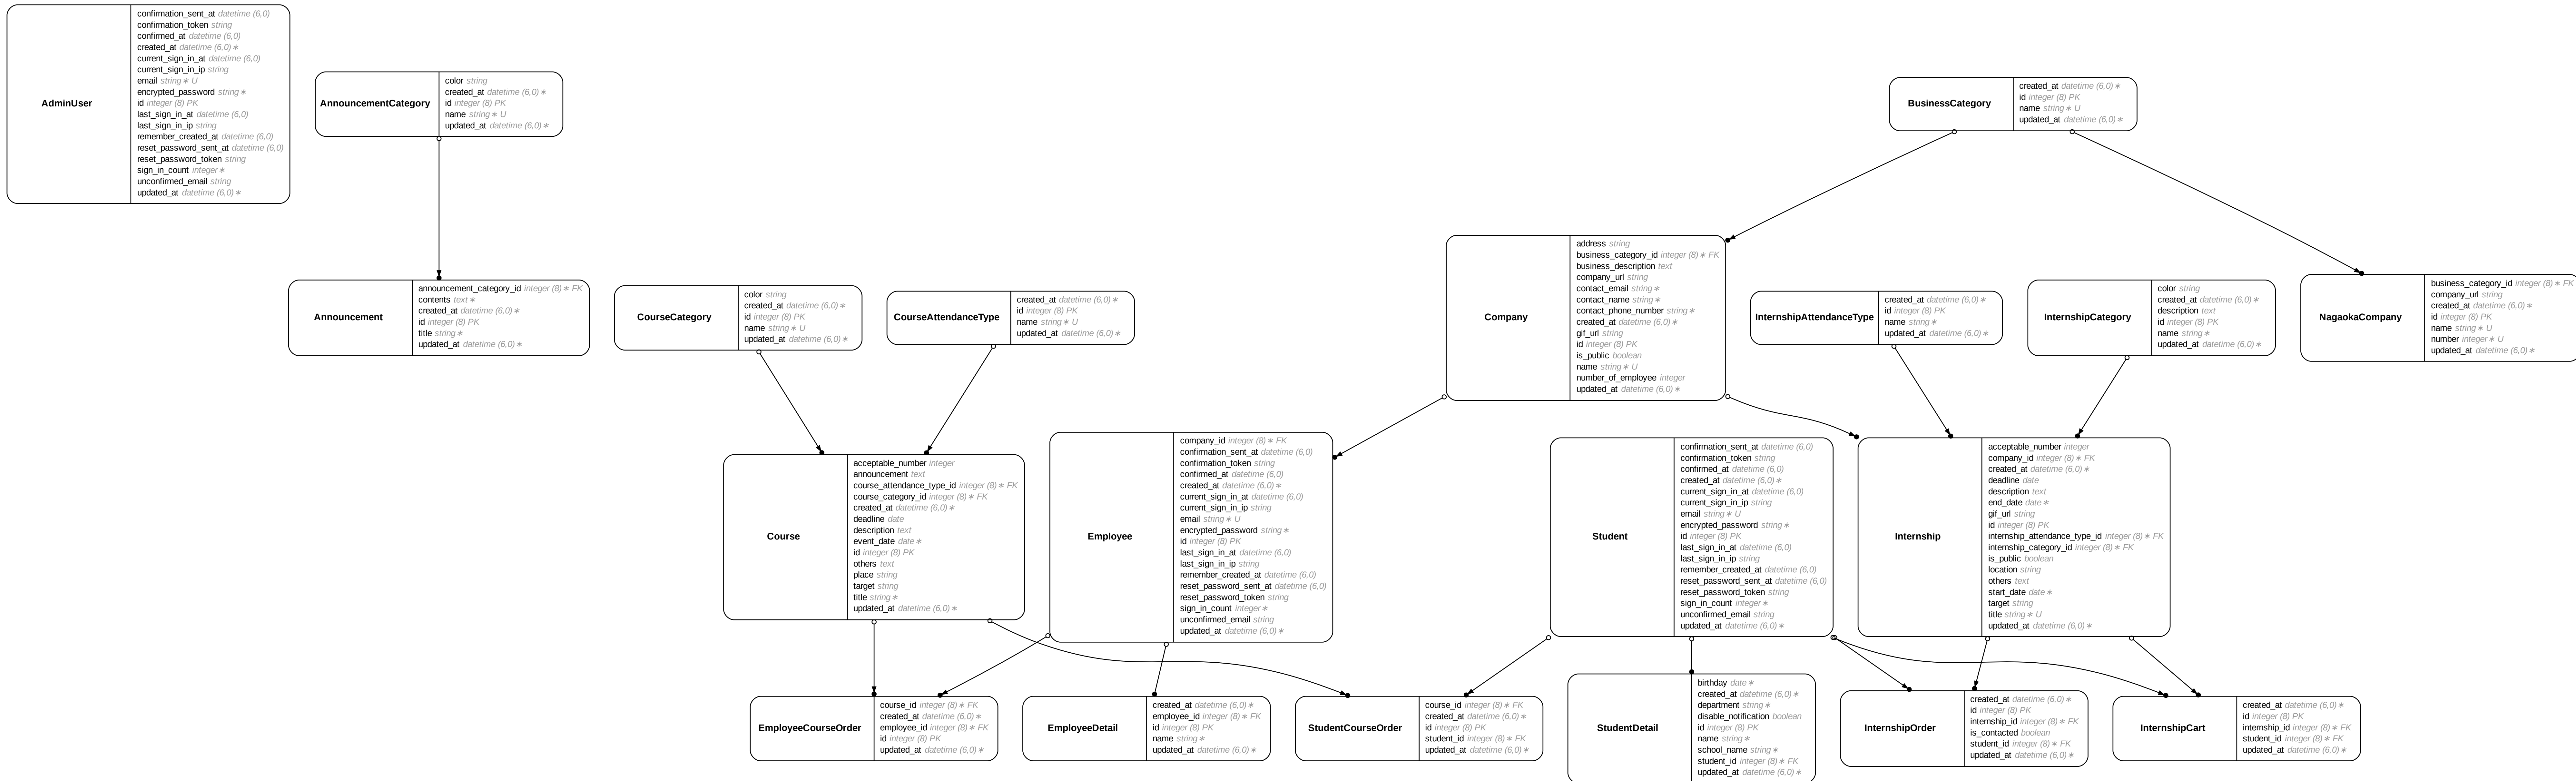 AdminUser
confirmation_sent_at datetime (6,0)
confirmation_token string
confirmed_at datetime (6,0)
created_at datetime (6,0) ∗
current_sign_in_at datetime (6,0)
current_sign_in_ip string
email string ∗ U
encrypted_password string ∗
id integer (8) PK
last_sign_in_at datetime (6,0)
last_sign_in_ip string
remember_created_at datetime (6,0)
reset_password_sent_at datetime (6,0)
reset_password_token string
sign_in_count integer ∗
unconfirmed_email string
updated_at datetime (6,0) ∗
AnnouncementCategory
color string
created_at datetime (6,0) ∗
id integer (8) PK
name string ∗ U
updated_at datetime (6,0) ∗
BusinessCategory
created_at datetime (6,0) ∗
id integer (8) PK
name string ∗ U
updated_at datetime (6,0) ∗
Announcement
announcement_category_id integer (8) ∗ FK
contents text ∗
created_at datetime (6,0) ∗
id integer (8) PK
title string ∗
updated_at datetime (6,0) ∗
CourseCategory
color string
created_at datetime (6,0) ∗
id integer (8) PK
name string ∗ U
updated_at datetime (6,0) ∗
CourseAttendanceType
created_at datetime (6,0) ∗
id integer (8) PK
name string ∗ U
updated_at datetime (6,0) ∗
Company
address string
business_category_id integer (8) ∗ FK
business_description text
company_url string
contact_email string ∗
contact_name string ∗
contact_phone_number string ∗
created_at datetime (6,0) ∗
gif_url string
id integer (8) PK
is_public boolean
name string ∗ U
number_of_employee integer
updated_at datetime (6,0) ∗
InternshipAttendanceType
created_at datetime (6,0) ∗
id integer (8) PK
name string ∗
updated_at datetime (6,0) ∗
InternshipCategory
color string
created_at datetime (6,0) ∗
description text
id integer (8) PK
name string ∗
updated_at datetime (6,0) ∗
NagaokaCompany
business_category_id integer (8) ∗ FK
company_url string
created_at datetime (6,0) ∗
id integer (8) PK
name string ∗ U
number integer ∗ U
updated_at datetime (6,0) ∗
Course
acceptable_number integer
announcement text
course_attendance_type_id integer (8) ∗ FK
course_category_id integer (8) ∗ FK
created_at datetime (6,0) ∗
deadline date
description text
event_date date ∗
id integer (8) PK
others text
place string
target string
title string ∗
updated_at datetime (6,0) ∗
Employee
company_id integer (8) ∗ FK
confirmation_sent_at datetime (6,0)
confirmation_token string
confirmed_at datetime (6,0)
created_at datetime (6,0) ∗
current_sign_in_at datetime (6,0)
current_sign_in_ip string
email string ∗ U
encrypted_password string ∗
id integer (8) PK
last_sign_in_at datetime (6,0)
last_sign_in_ip string
remember_created_at datetime (6,0)
reset_password_sent_at datetime (6,0)
reset_password_token string
sign_in_count integer ∗
unconfirmed_email string
updated_at datetime (6,0) ∗
Student
confirmation_sent_at datetime (6,0)
confirmation_token string
confirmed_at datetime (6,0)
created_at datetime (6,0) ∗
current_sign_in_at datetime (6,0)
current_sign_in_ip string
email string ∗ U
encrypted_password string ∗
id integer (8) PK
last_sign_in_at datetime (6,0)
last_sign_in_ip string
remember_created_at datetime (6,0)
reset_password_sent_at datetime (6,0)
reset_password_token string
sign_in_count integer ∗
unconfirmed_email string
updated_at datetime (6,0) ∗
Internship
acceptable_number integer
company_id integer (8) ∗ FK
created_at datetime (6,0) ∗
deadline date
description text
end_date date ∗
gif_url string
id integer (8) PK
internship_attendance_type_id integer (8) ∗ FK
internship_category_id integer (8) ∗ FK
is_public boolean
location string
others text
start_date date ∗
target string
title string ∗ U
updated_at datetime (6,0) ∗
EmployeeCourseOrder
course_id integer (8) ∗ FK
created_at datetime (6,0) ∗
employee_id integer (8) ∗ FK
id integer (8) PK
updated_at datetime (6,0) ∗
EmployeeDetail
created_at datetime (6,0) ∗
employee_id integer (8) ∗ FK
id integer (8) PK
name string ∗
updated_at datetime (6,0) ∗
StudentCourseOrder
course_id integer (8) ∗ FK
created_at datetime (6,0) ∗
id integer (8) PK
student_id integer (8) ∗ FK
updated_at datetime (6,0) ∗
StudentDetail
birthday date ∗
created_at datetime (6,0) ∗
department string ∗
disable_notification boolean
id integer (8) PK
name string ∗
school_name string ∗
student_id integer (8) ∗ FK
updated_at datetime (6,0) ∗
InternshipOrder
created_at datetime (6,0) ∗
id integer (8) PK
internship_id integer (8) ∗ FK
is_contacted boolean
student_id integer (8) ∗ FK
updated_at datetime (6,0) ∗
InternshipCart
created_at datetime (6,0) ∗
id integer (8) PK
internship_id integer (8) ∗ FK
student_id integer (8) ∗ FK
updated_at datetime (6,0) ∗